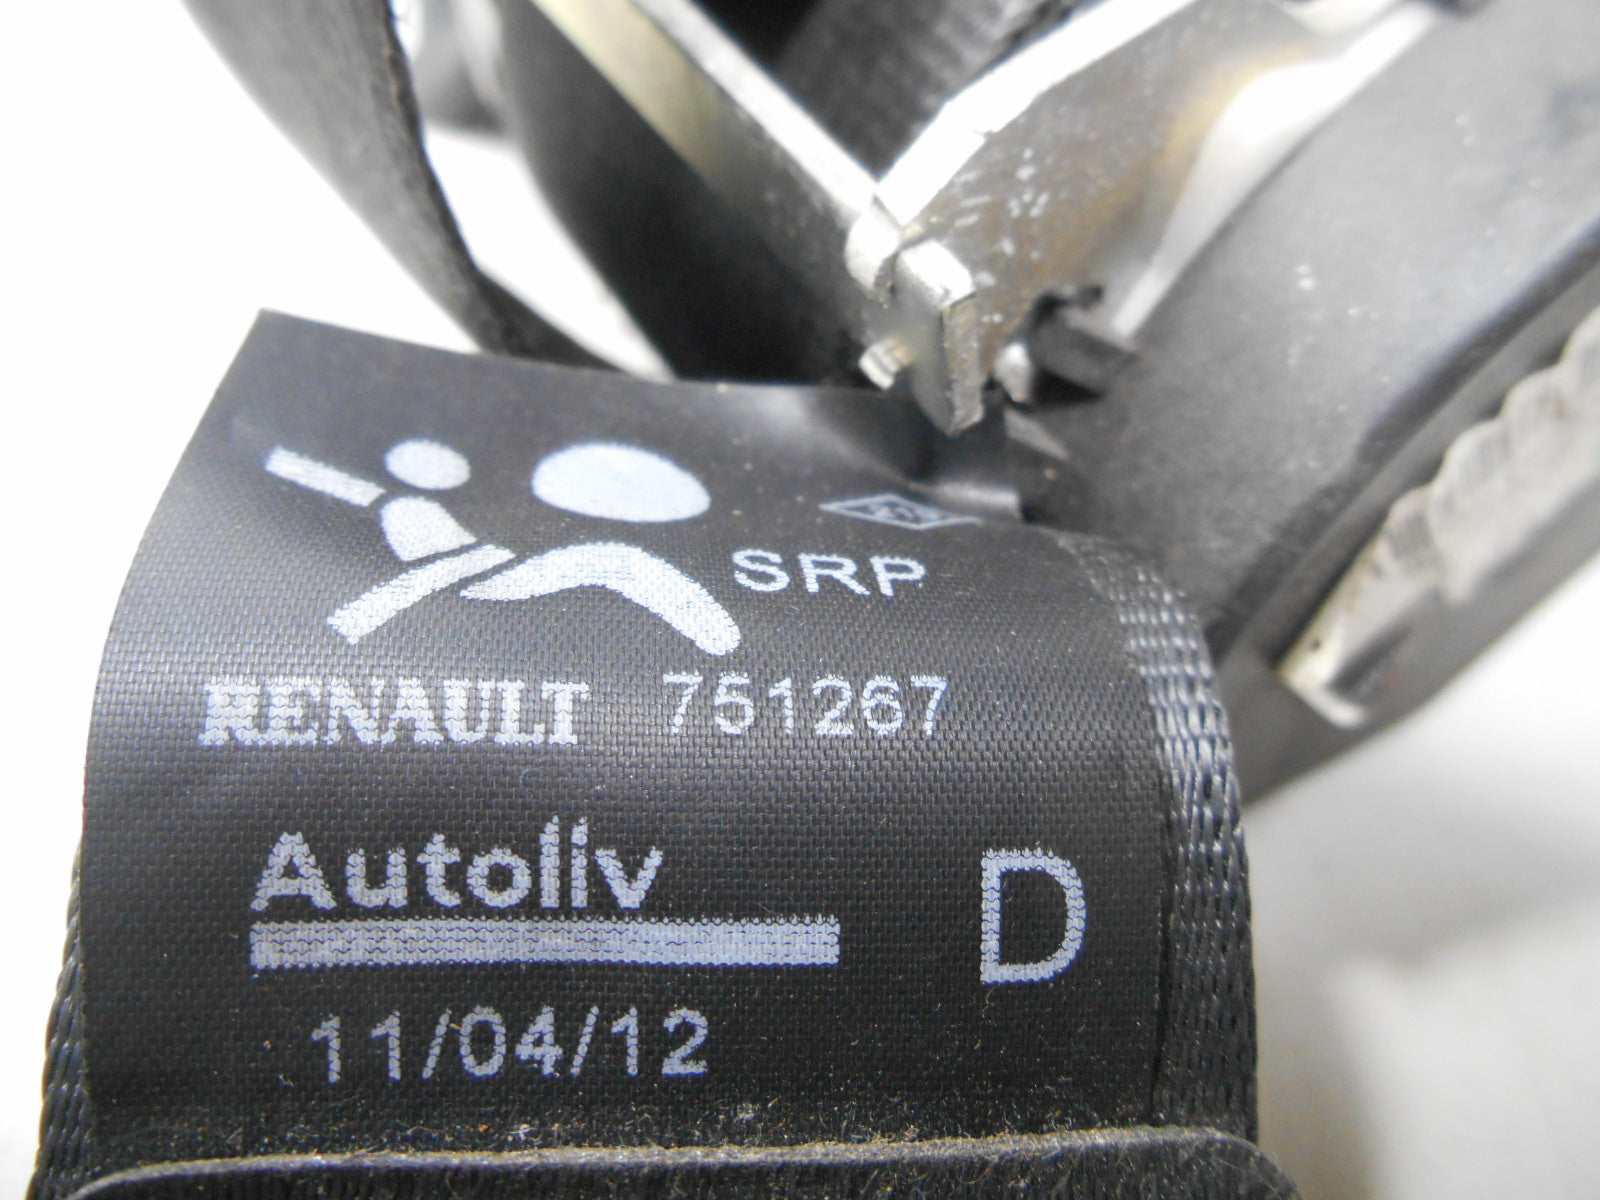 SRP
RENAULT 751267
Autoliv
D
11/04/12